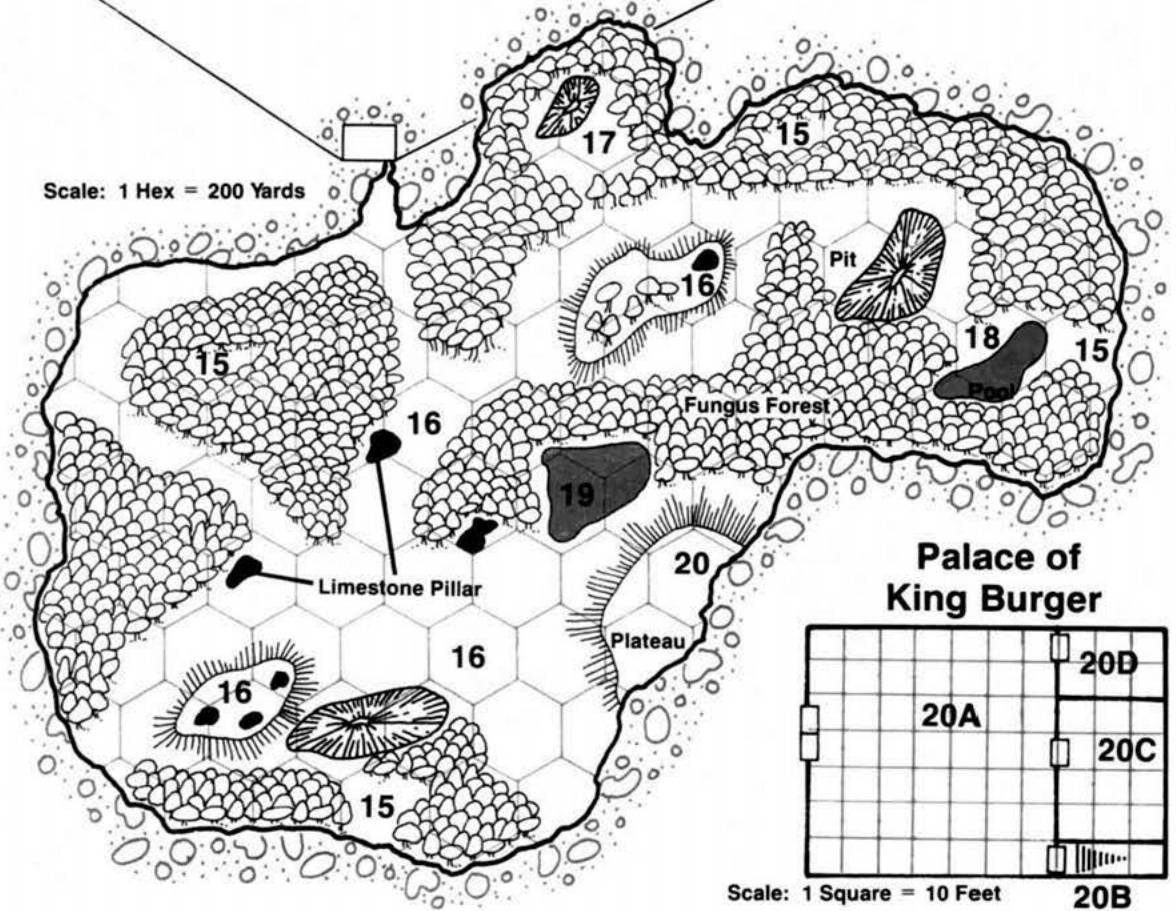 17
15
Scale: 1 Hex = 200 Yards
Pit
16
18
15
15
Pool
Fungus Forest
16
19
Limestone Pillar
20
Plateau
16
16
15
Palace of
King Burger
20D
20A
20C
20B
Scale: 1 Square = 10 Feet